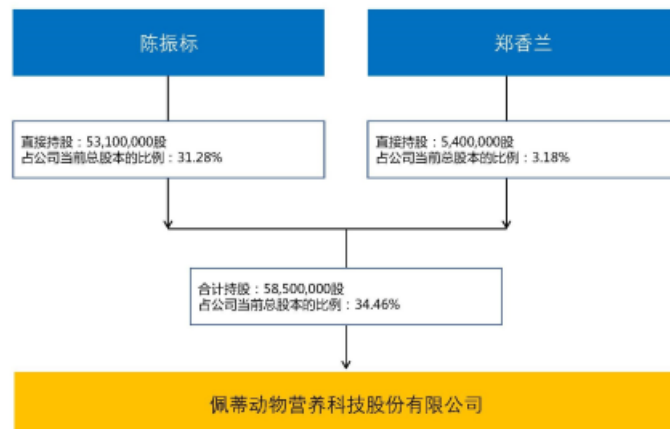 陈振标
郑香兰
直接持股：53,100,000股
占公司当前总股本的比例：31.28%
直接持股：5,400,000股
占公司当前总股本的比例：3.18%
合计持股：58,500,000股
占公司当前总股本的比例：34.46%
佩蒂动物营养科技股份有限公司